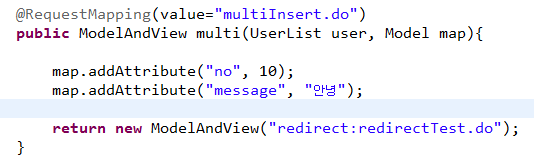 @RequestMapping(value="multiInsert.do")
public ModelAndView multi(UserList user, Model map){
map.addAttribute("no", 10);
map.addAttribute("message", "안녕");
return new ModelAndView("redirect:redirectTest.do");
}